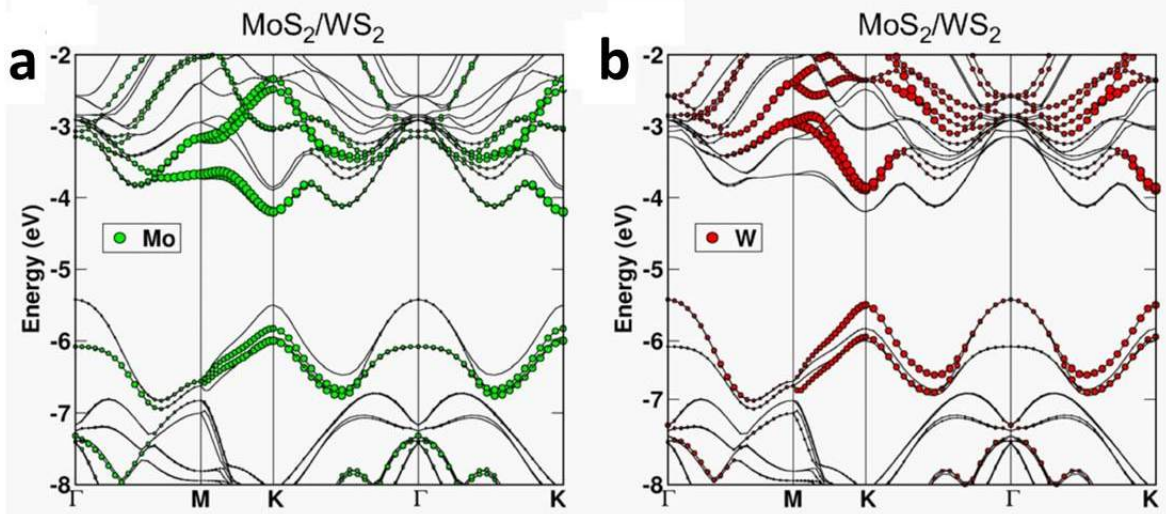 a
MoS₂/WS₂
-2
-3
-4
-5
-6
-7
-8
Energy (eV)
Mo
Γ M K Γ K
b
MoS₂/WS₂
-2
-3
-4
-5
-6
-7
-8
Energy (eV)
W
Γ M K Γ K